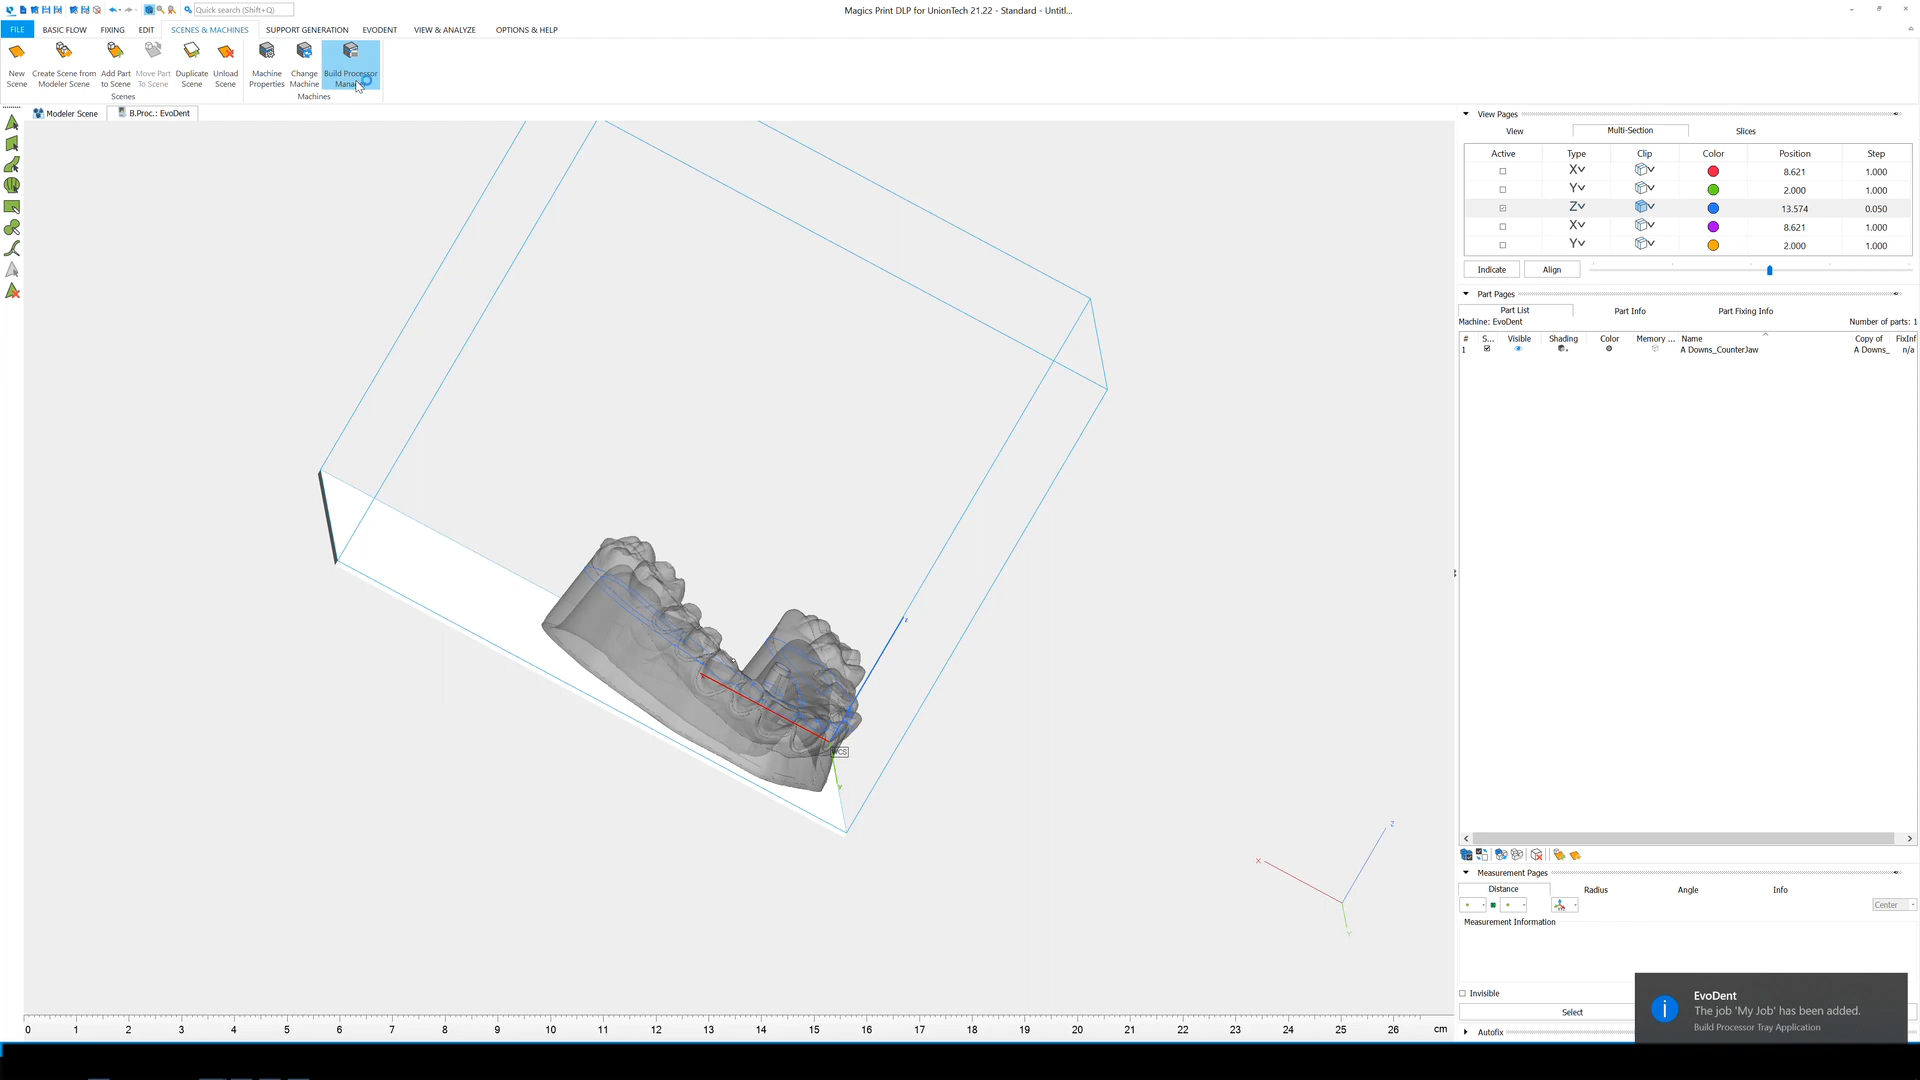 Quick search (Shift+Q)
Magics Print DLP for UnionTech 21.22 - Standard - Untitl...
FILE
BASIC FLOW
FIXING
EDIT
SCENES & MACHINES
SUPPORT GENERATION
EVODENT
VIEW & ANALYZE
OPTIONS & HELP
New Scene
Create Scene from Modeler Scene
Add Part to Scene
Move Part To Scene
Duplicate Scene
Unload Scene
Machine Properties
Change Machine
Build Processor
Scenes
Machines
Modeler Scene
B.Proc.: EvoDent
View Pages
View
Multi-Section
Slices
Active Type Clip Color Position Step
X 8.621 1.000
Y 2.000 1.000
Z 13.574 0.050
X 8.621 1.000
Y 2.000 1.000
Indicate
Align
Part Pages
Part List
Part Info
Part Fixing Info
Machine: EvoDent
Number of parts: 1
# S... Visible Shading Color Memory ... Name Copy of FixInf
1 A Downs_CounterJaw A Downs_ n/a
z
WCS
Y
Z
X
Y
Measurement Pages
Distance
Radius
Angle
Info
Center
Measurement Information
Invisible
Select
Autofix
EvoDent
The job 'My Job' has been added.
Build Processor Tray Application
0 1 2 3 4 5 6 7 8 9 10 11 12 13 14 15 16 17 18 19 20 21 22 23 24 25 26 cm